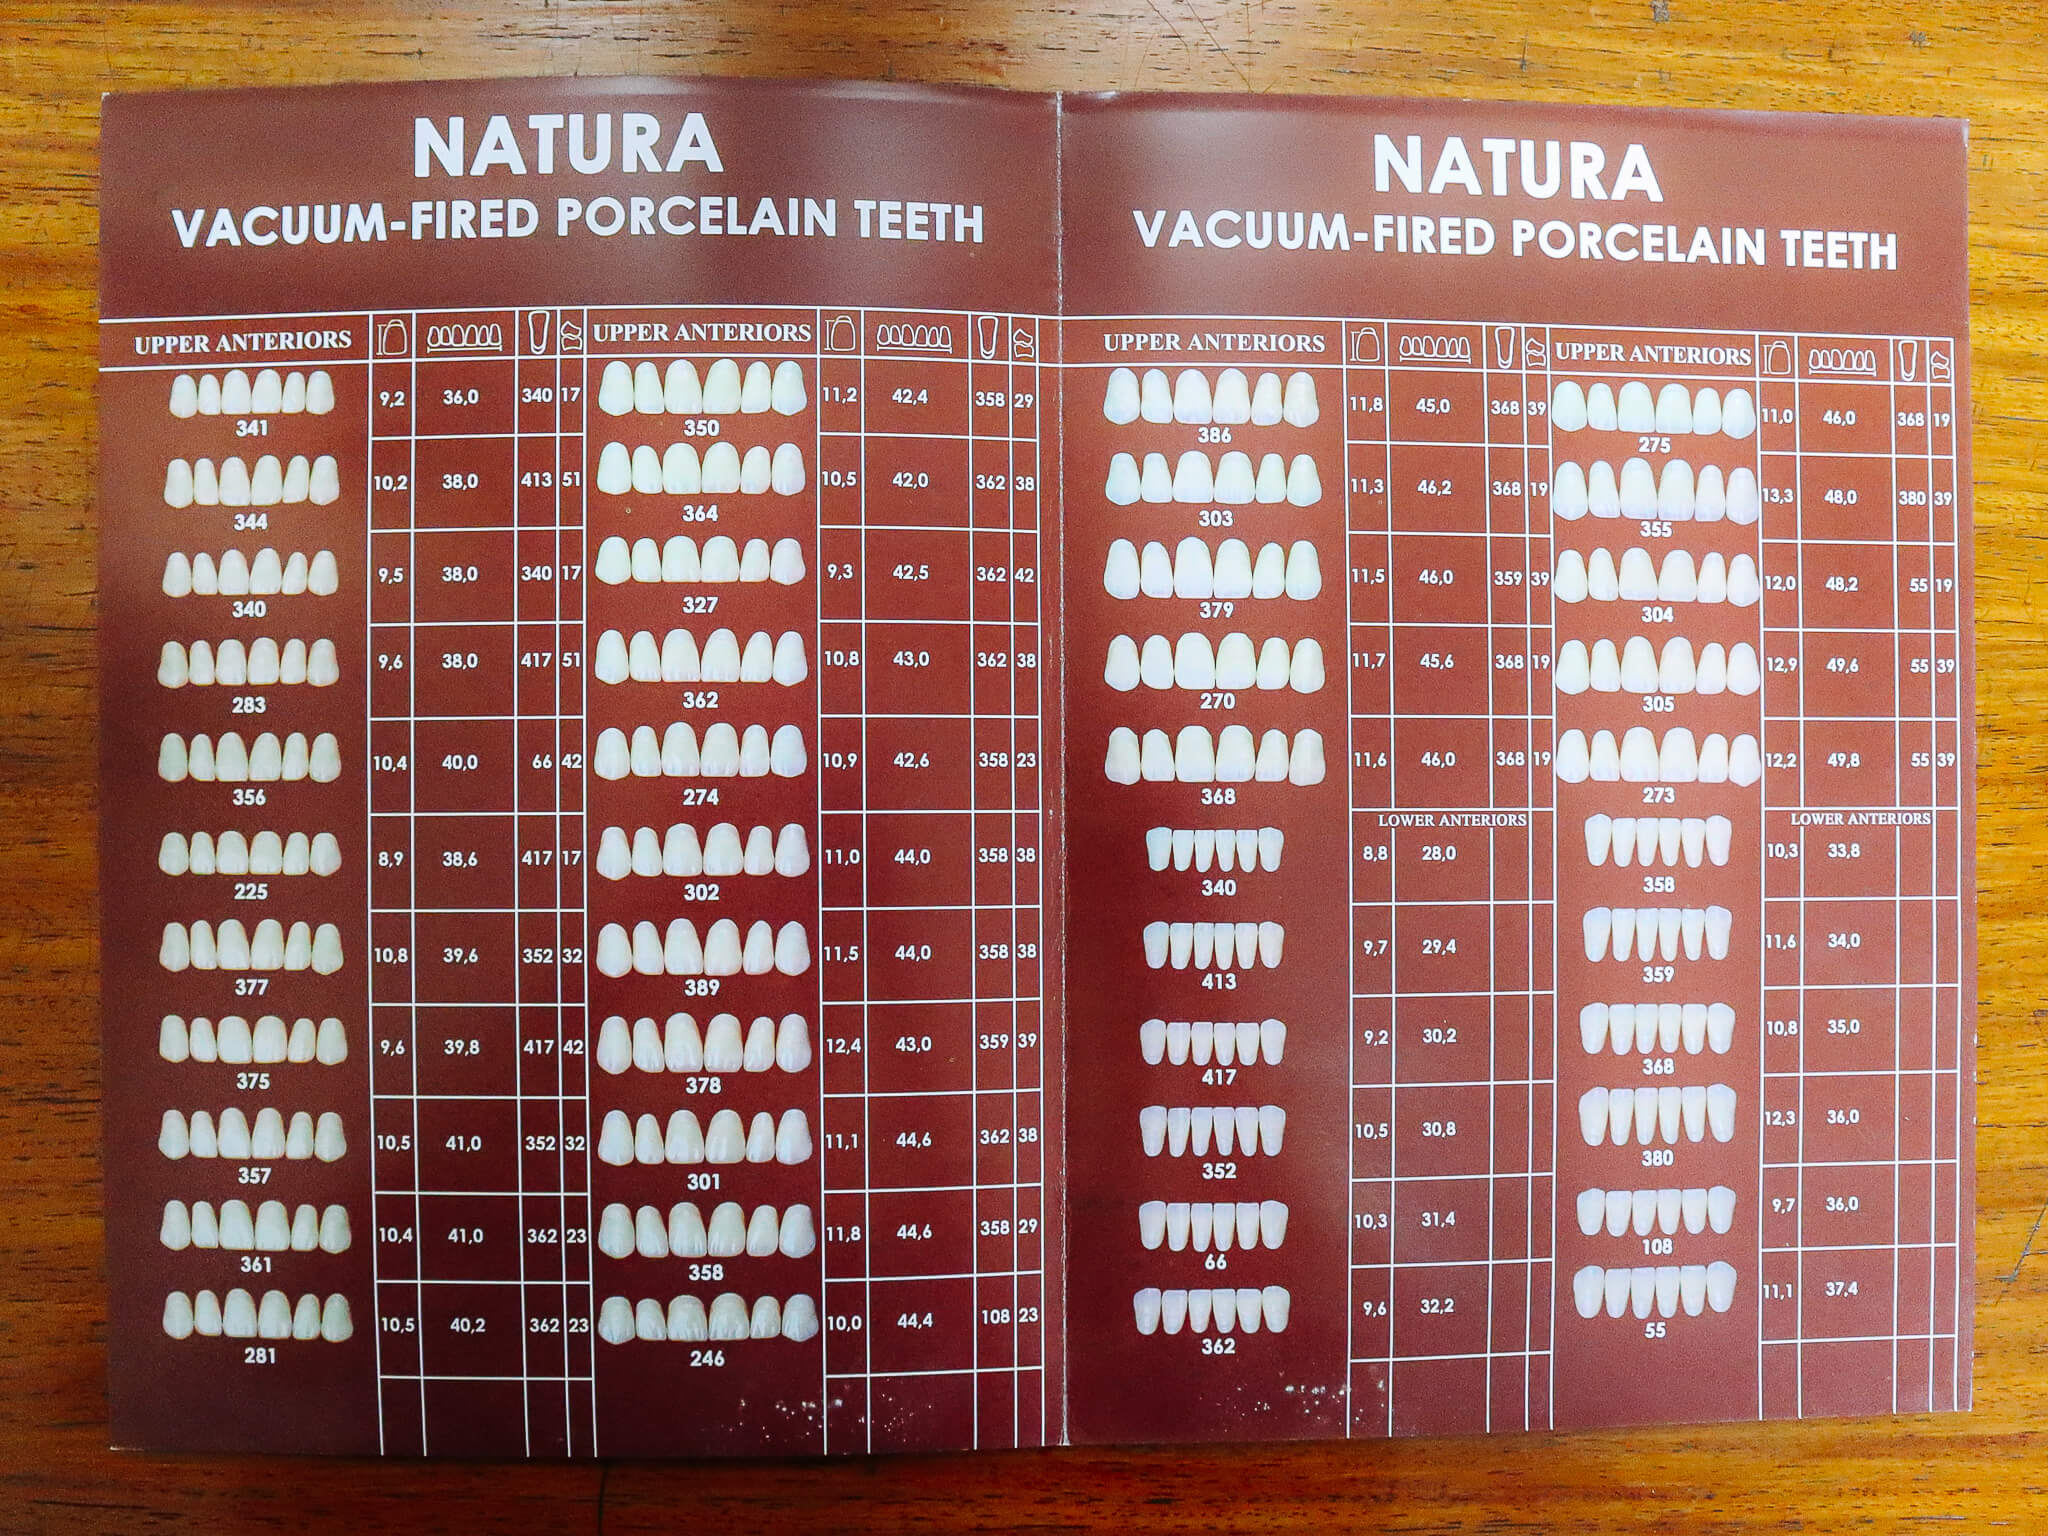 NATURA
VACUUM-FIRED PORCELAIN TEETH
UPPER ANTERIORS UPPER ANTERIORS
9,2 36,0 340 17 11,2 42,4 358 29
341 350
10,2 38,0 413 51 10,5 42,0 362 38
344 364
9,5 38,0 340 17 9,3 42,5 362 42
340 327
9,6 38,0 417 51 10,8 43,0 362 38
283 362
10,4 40,0 66 42 10,9 42,6 358 23
356 274
8,9 38,6 417 17 11,0 44,0 358 38
225 302
10,8 39,6 352 32 11,5 44,0 358 38
377 389
9,6 39,8 417 42 12,4 43,0 359 39
375 378
10,5 41,0 352 32 11,1 44,6 362 38
357 301
10,4 41,0 362 23 11,8 44,6 358 29
361 358
10,5 40,2 362 23 10,0 44,4 108 23
281 246
NATURA
VACUUM-FIRED PORCELAIN TEETH
UPPER ANTERIORS UPPER ANTERIORS
11,8 45,0 368 39 11,0 46,0 368 19
386 275
11,3 46,2 368 19 13,3 48,0 380 39
303 355
11,5 46,0 359 39 12,0 48,2 55 19
379 304
11,7 45,6 368 19 12,9 49,6 55 39
270 305
11,6 46,0 368 19 12,2 49,8 55 39
368 273
LOWER ANTERIORS LOWER ANTERIORS
8,8 28,0 10,3 33,8
340 358
9,7 29,4 11,6 34,0
413 359
9,2 30,2 10,8 35,0
417 368
10,5 30,8 12,3 36,0
352 380
10,3 31,4 9,7 36,0
66 108
9,6 32,2 11,1 37,4
362 55